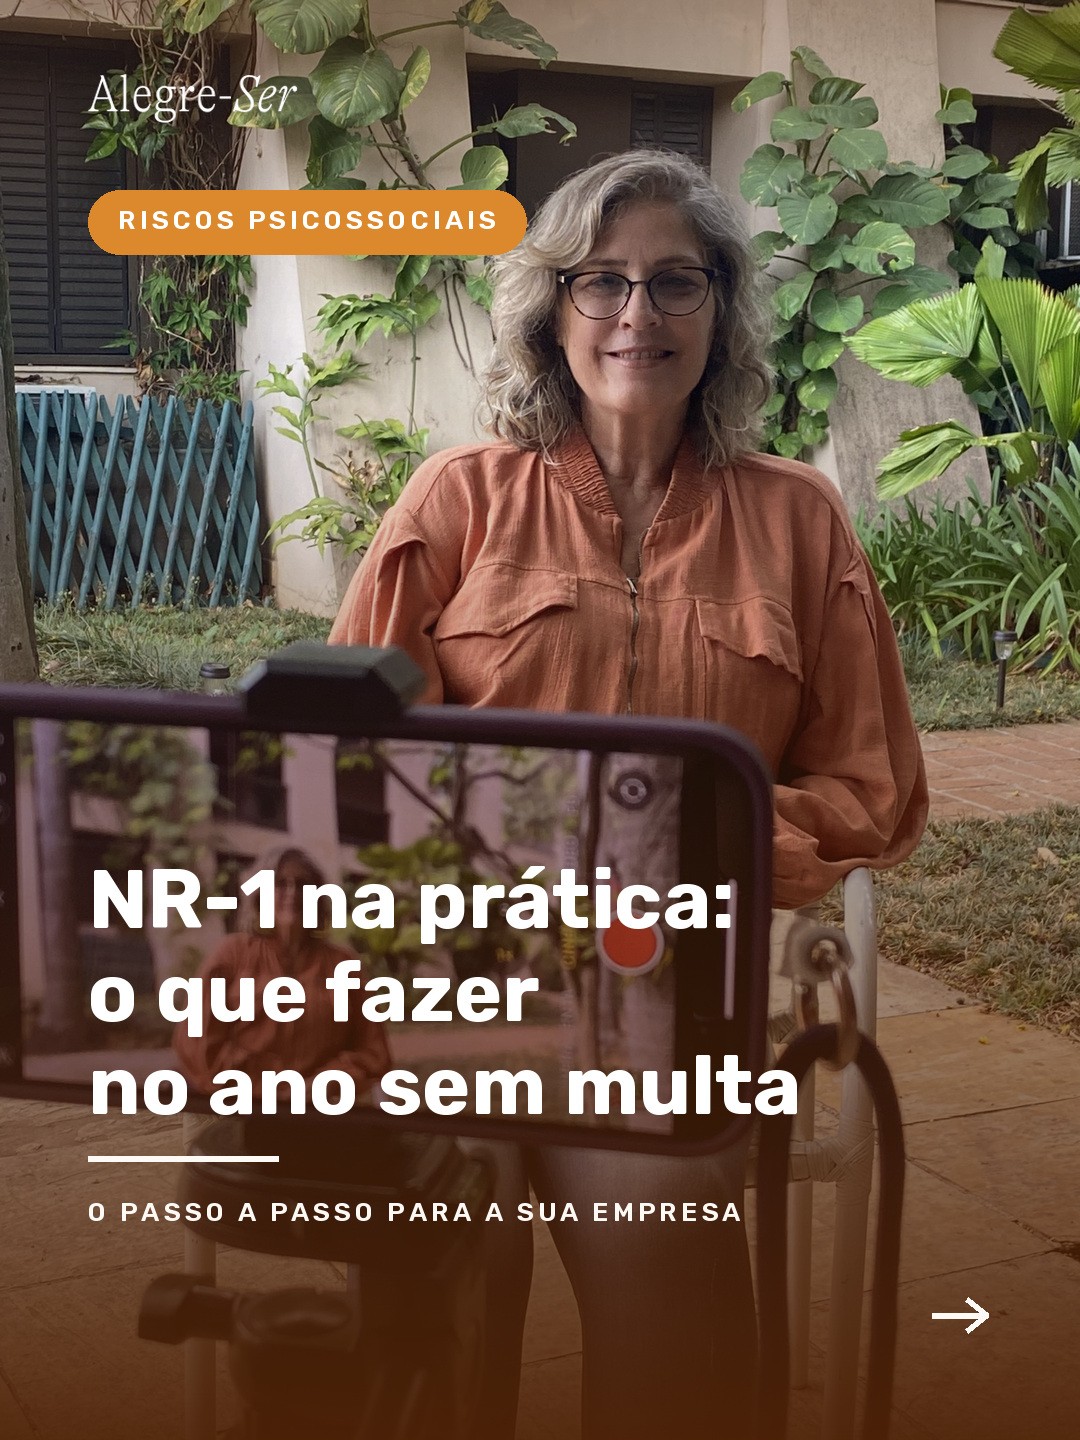 Alegre-Ser
RISCOS PSICOSSOCIAIS
NR-1 na prática:
o que fazer
no ano sem multa
O PASSO A PASSO PARA A SUA EMPRESA